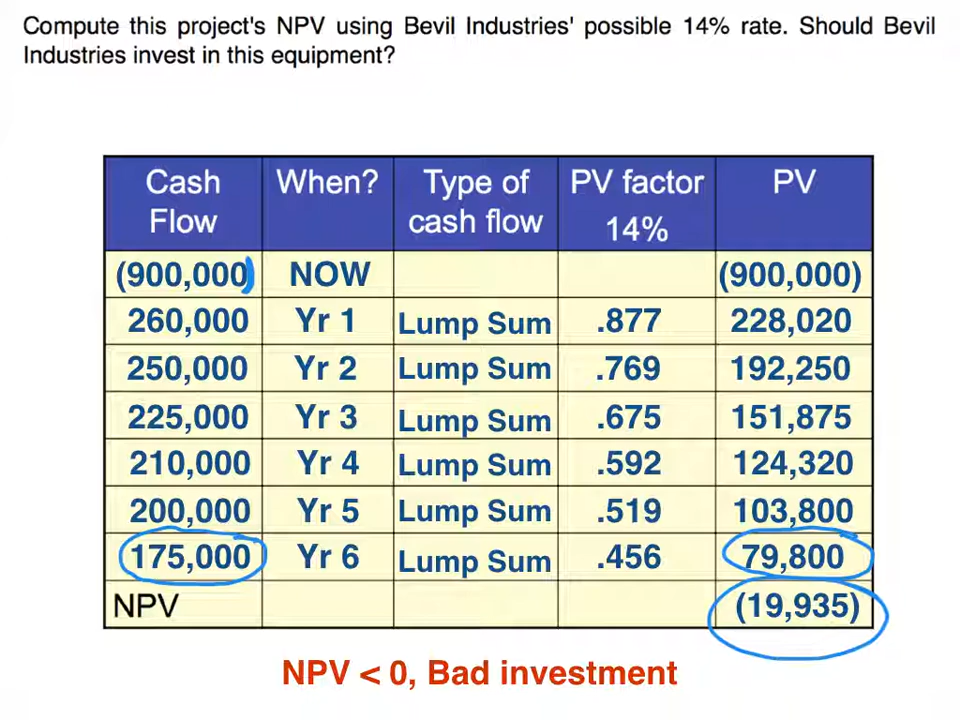 Compute this project's NPV using Bevil Industries' possible 14% rate. Should Bevil
Industries invest in this equipment?
Cash Flow When? Type of cash flow PV factor 14% PV
(900,000) NOW (900,000)
260,000 Yr 1 Lump Sum .877 228,020
250,000 Yr 2 Lump Sum .769 192,250
225,000 Yr 3 Lump Sum .675 151,875
210,000 Yr 4 Lump Sum .592 124,320
200,000 Yr 5 Lump Sum .519 103,800
175,000 Yr 6 Lump Sum .456 79,800
NPV (19,935)
NPV < 0, Bad investment